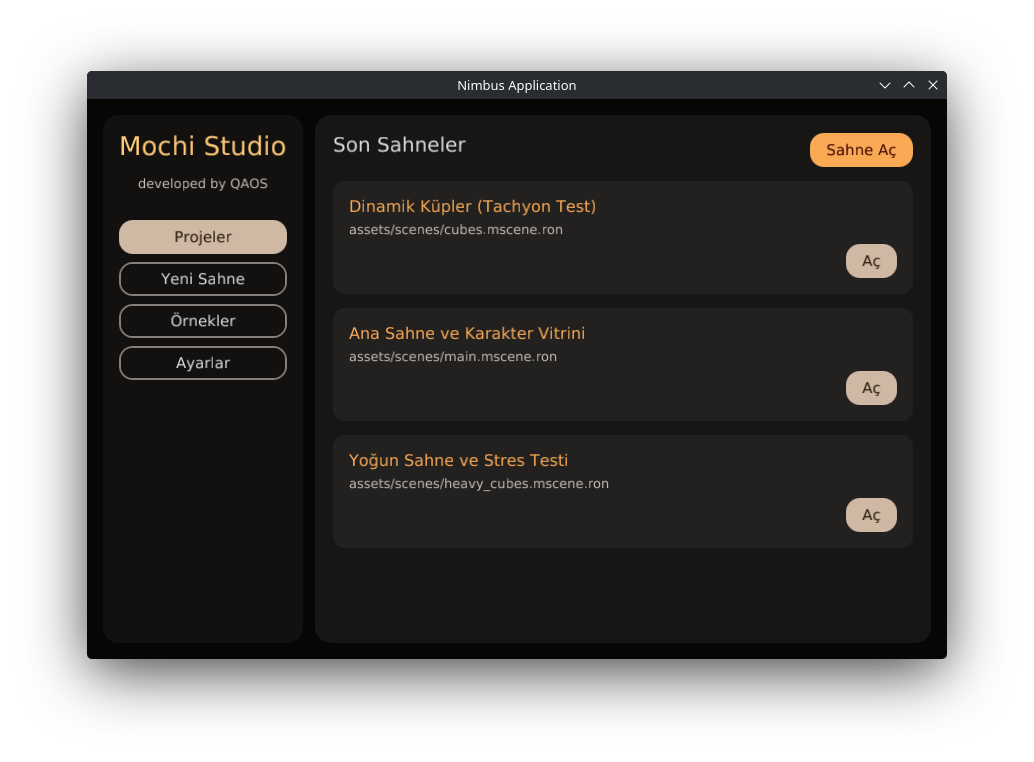 Nimbus Application
Mochi Studio
developed by QAOS
Projeler
Yeni Sahne
Örnekler
Ayarlar
Son Sahneler
Sahne Aç
Dinamik Küpler (Tachyon Test)
assets/scenes/cubes.mscene.ron
Aç
Ana Sahne ve Karakter Vitrini
assets/scenes/main.mscene.ron
Aç
Yoğun Sahne ve Stres Testi
assets/scenes/heavy_cubes.mscene.ron
Aç